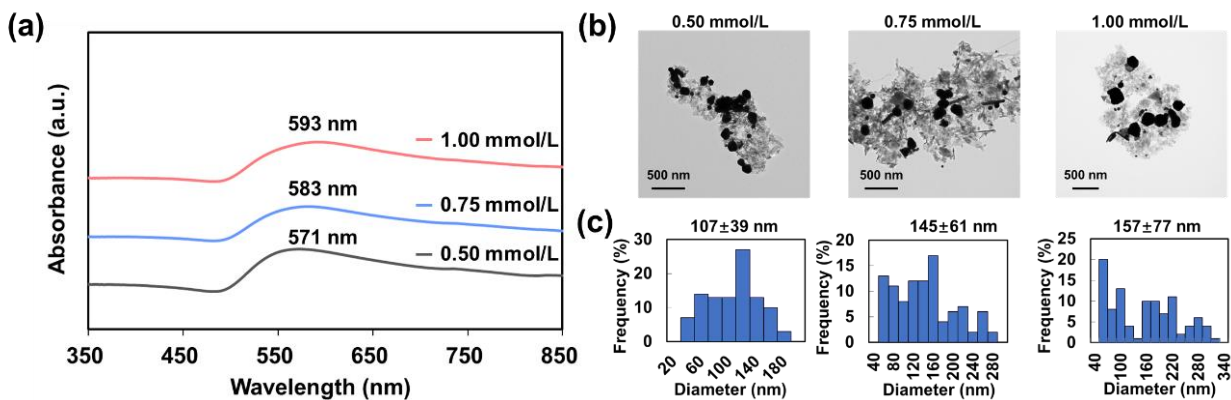 (a)
Absorbance (a.u.)
593 nm
1.00 mmol/L
583 nm
0.75 mmol/L
571 nm
0.50 mmol/L
350 450 550 650 750 850
Wavelength (nm)
(b)
0.50 mmol/L 0.75 mmol/L 1.00 mmol/L
500 nm 500 nm 500 nm
(c)
107±39 nm
Frequency (%)
30
20
10
0
20 60 100 140 180
Diameter (nm)
145±61 nm
Frequency (%)
20
15
10
5
0
40 80 120 160 200 240 280
Diameter (nm)
157±77 nm
Frequency (%)
25
20
15
10
5
0
40 100 160 220 280 340
Diameter (nm)